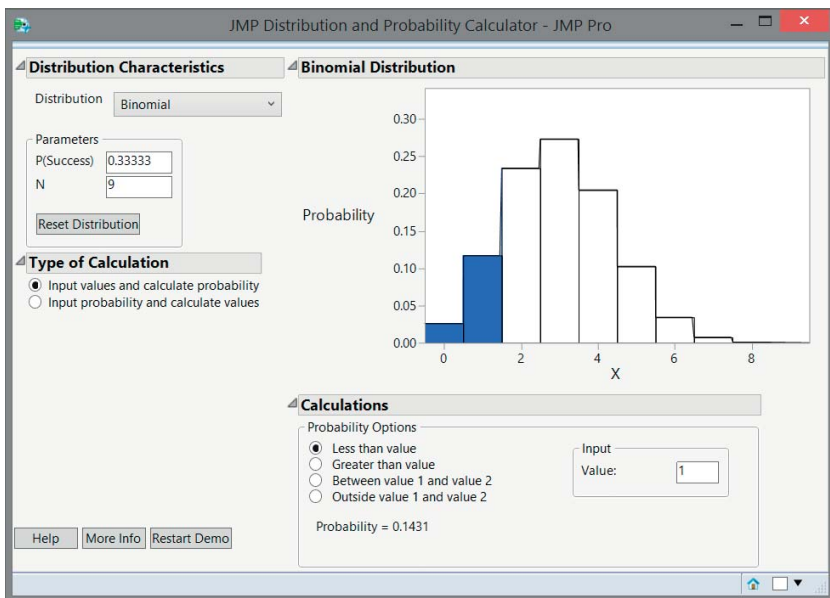 JMP Distribution and Probability Calculator - JMP Pro
Distribution Characteristics
Distribution
Binomial
Parameters
P(Success)
0.33333
N
9
Reset Distribution
Type of Calculation
Input values and calculate probability
Input probability and calculate values
Help
More Info
Restart Demo
Binomial Distribution
0.30
0.25
0.20
Probability
0.15
0.10
0.05
0.00
0
2
4
6
8
X
Calculations
Probability Options
Less than value
Greater than value
Between value 1 and value 2
Outside value 1 and value 2
Input
Value:
1
Probability = 0.1431